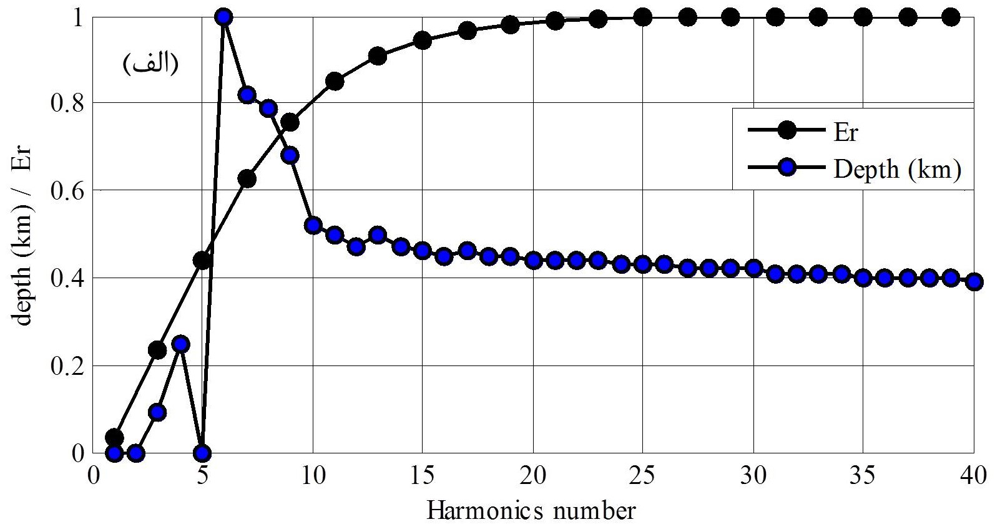 1
0.8
0.6
0.4
0.2
0
(الف)
depth (km) / Er
Er
Depth (km)
0 5 10 15 20 25 30 35 40
Harmonics number